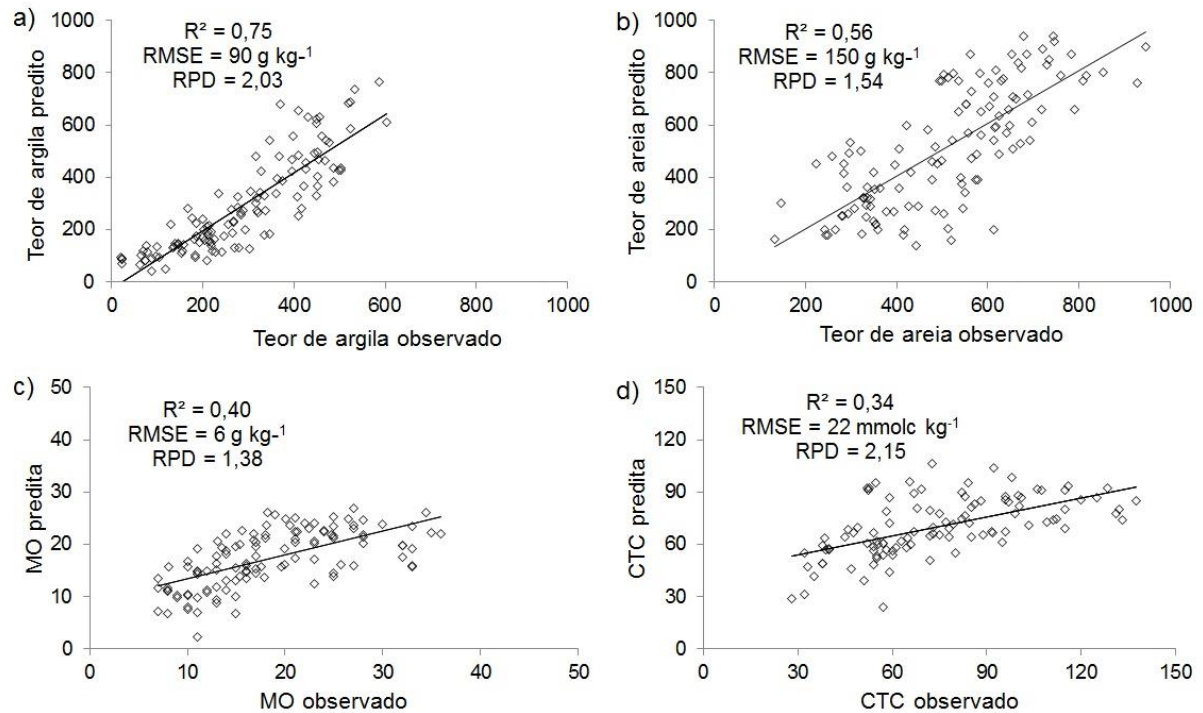 a)
R² = 0,75
RMSE = 90 g kg-1
RPD = 2,03
Teor de argila predito
1000
800
600
400
200
0
0 200 400 600 800 1000
Teor de argila observado
b)
R² = 0,56
RMSE = 150 g kg-1
RPD = 1,54
Teor de areia predito
1000
800
600
400
200
0
0 200 400 600 800 1000
Teor de areia observado
c)
R² = 0,40
RMSE = 6 g kg-1
RPD = 1,38
MO predita
50
40
30
20
10
0
0 10 20 30 40 50
MO observado
d)
R² = 0,34
RMSE = 22 mmolc kg-1
RPD = 2,15
CTC predita
150
120
90
60
30
0
0 30 60 90 120 150
CTC observado